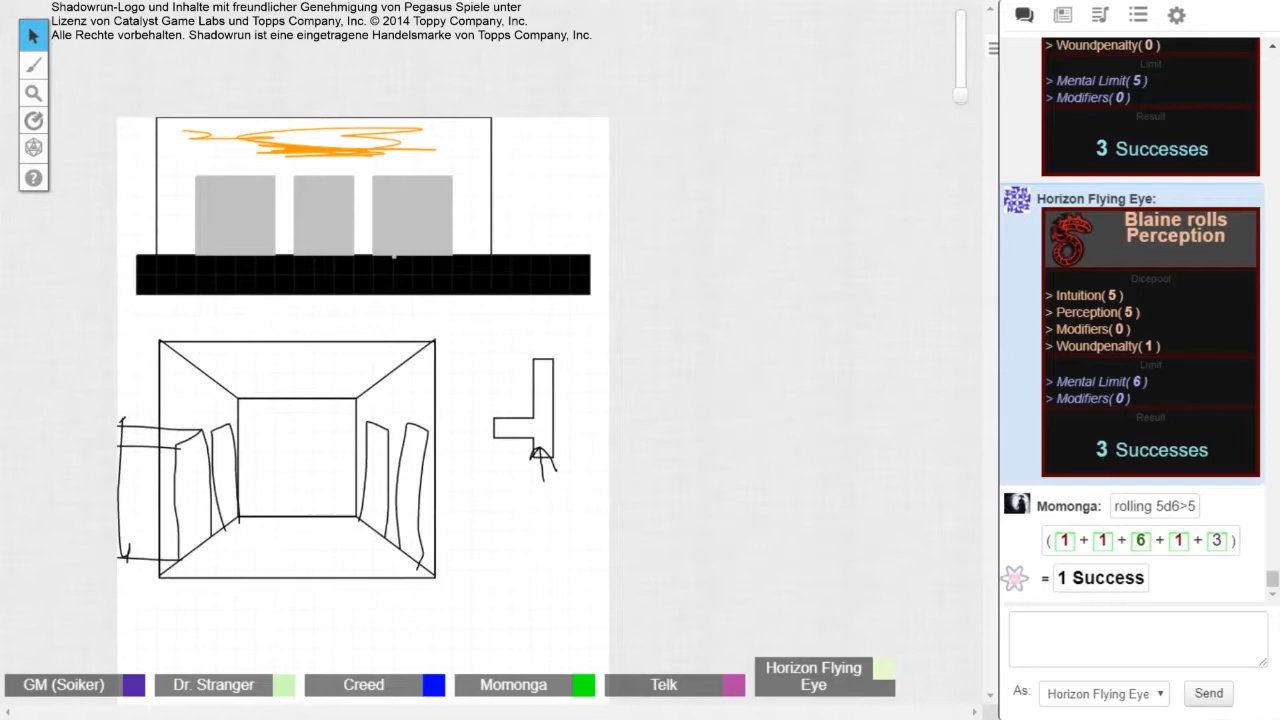 Shadowrun-Logo und Inhalte mit freundlicher Genehmigung von Pegasus Spiele unter
Lizenz von Catalyst Game Labs und Topps Company, Inc. © 2014 Topps Company, Inc.
Alle Rechte vorbehalten. Shadowrun ist eine eingetragene Handelsmarke von Topps Company, Inc.
> Woundpenalty( 0 )
Limit
> Mental Limit( 5 )
> Modifiers( 0 )
Result
3 Successes
Horizon Flying Eye:
Blaine rolls
Perception
Dicepool
> Intuition( 5 )
> Perception( 5 )
> Modifiers( 0 )
> Woundpenalty( 1 )
Limit
> Mental Limit( 6 )
> Modifiers( 0 )
Result
3 Successes
Momonga: rolling 5d6>5
( 1 + 1 + 6 + 1 + 3 )
= 1 Success
As: Horizon Flying Eye Send
GM (Soiker)
Dr. Stranger
Creed
Momonga
Telk
Horizon Flying
Eye